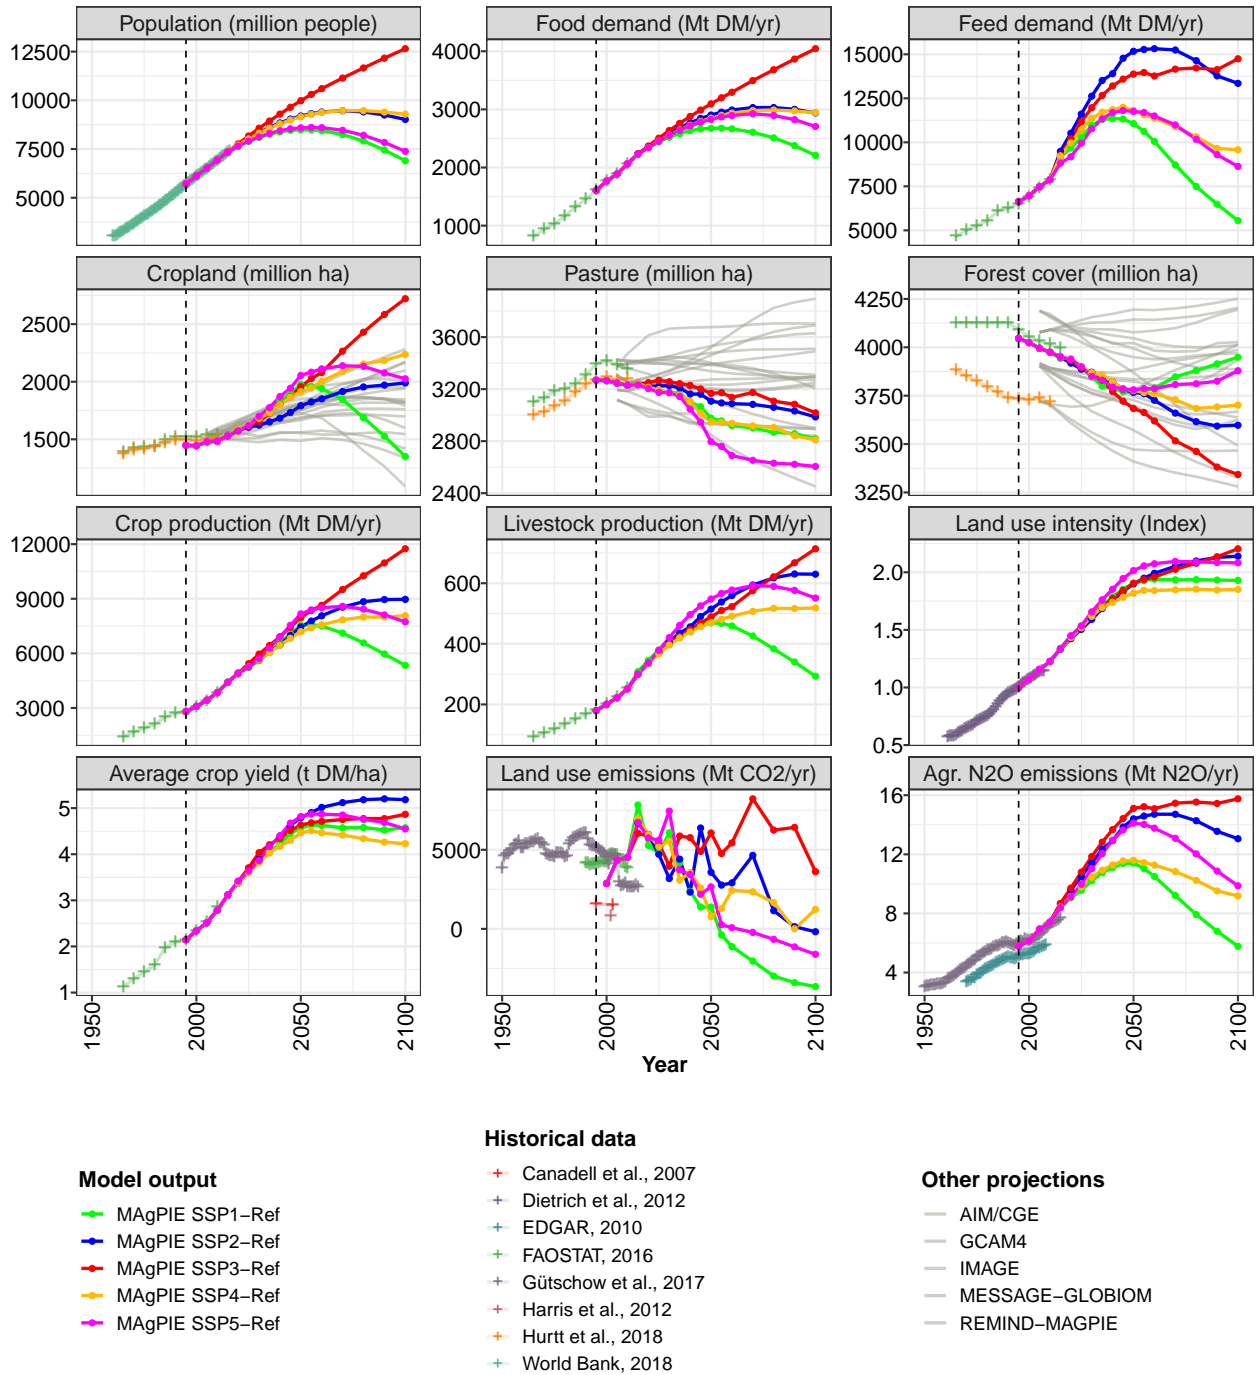 Population (million people)
Food demand (Mt DM/yr)
Feed demand (Mt DM/yr)
12500
10000
7500
5000
4000
3000
2000
1000
15000
12500
10000
7500
5000
Cropland (million ha)
Pasture (million ha)
Forest cover (million ha)
2500
2000
1500
3600
3200
2800
2400
4250
4000
3750
3500
3250
Crop production (Mt DM/yr)
Livestock production (Mt DM/yr)
Land use intensity (Index)
12000
9000
6000
3000
600
400
200
2.0
1.5
1.0
0.5
Average crop yield (t DM/ha)
Land use emissions (Mt CO2/yr)
Agr. N2O emissions (Mt N2O/yr)
5
4
3
2
1
5000
0
16
12
8
4
1950
2000
2050
2100
1950
2000
2050
2100
1950
2000
2050
2100
Year
Model output
MAgPIE SSP1−Ref
MAgPIE SSP2−Ref
MAgPIE SSP3−Ref
MAgPIE SSP4−Ref
MAgPIE SSP5−Ref
Historical data
Canadell et al., 2007
Dietrich et al., 2012
EDGAR, 2010
FAOSTAT, 2016
Gütschow et al., 2017
Harris et al., 2012
Hurtt et al., 2018
World Bank, 2018
Other projections
AIM/CGE
GCAM4
IMAGE
MESSAGE−GLOBIOM
REMIND−MAGPIE